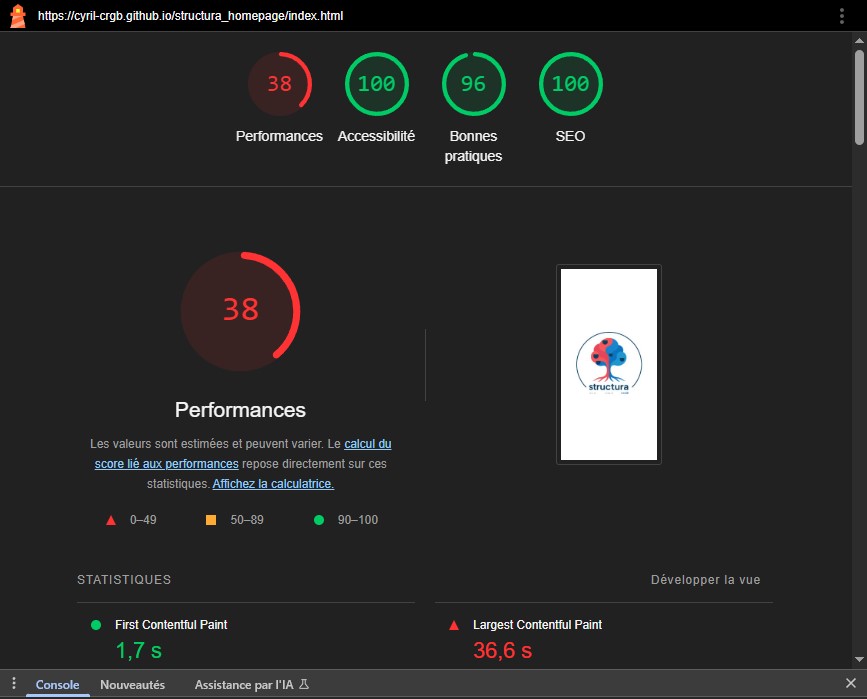 https://cyril-crgb.github.io/structura_homepage/index.html
38
100
96
100
Performances
Accessibilité
Bonnes
pratiques
SEO
38
structura
Performances
Les valeurs sont estimées et peuvent varier. Le calcul du
score lié aux performances repose directement sur ces
statistiques. Affichez la calculatrice.
0–49
50–89
90–100
STATISTIQUES
Développer la vue
First Contentful Paint
1,7 s
Largest Contentful Paint
36,6 s
Console
Nouveautés
Assistance par l'IA